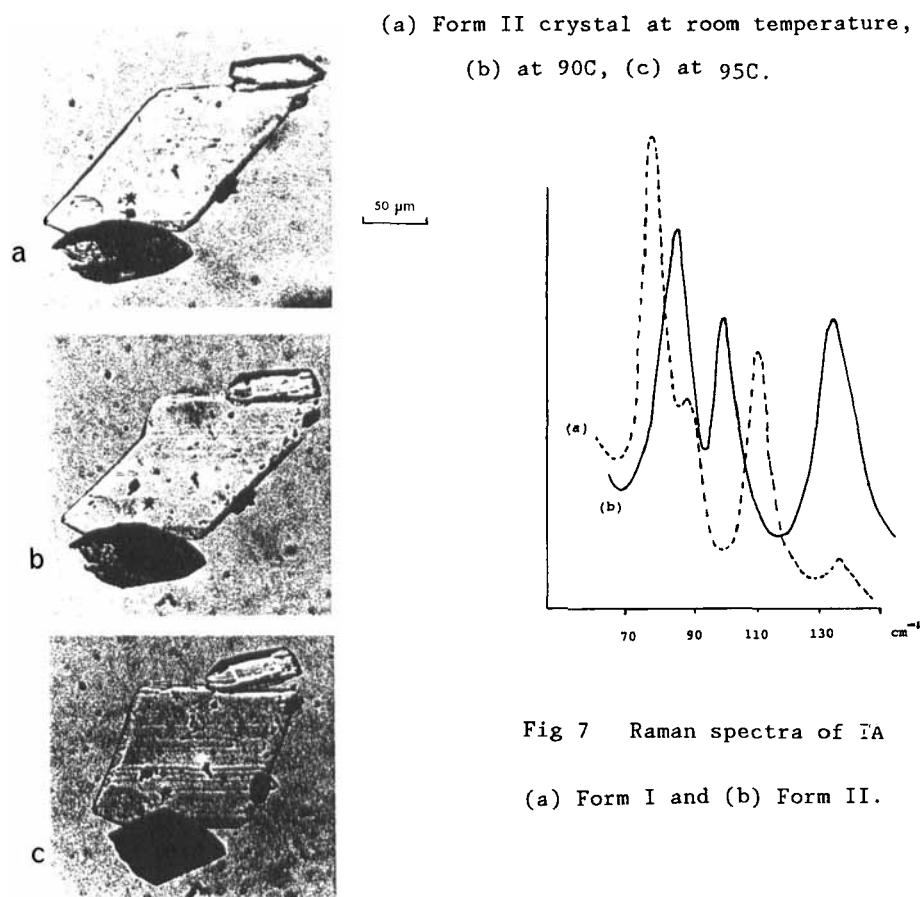 (a) Form II crystal at room temperature,
(b) at 90C, (c) at 95C.
a
50 µm
b
c
(a)
(b)
70 90 110 130 cm⁻¹
Fig 7 Raman spectra of TA
(a) Form I and (b) Form II.